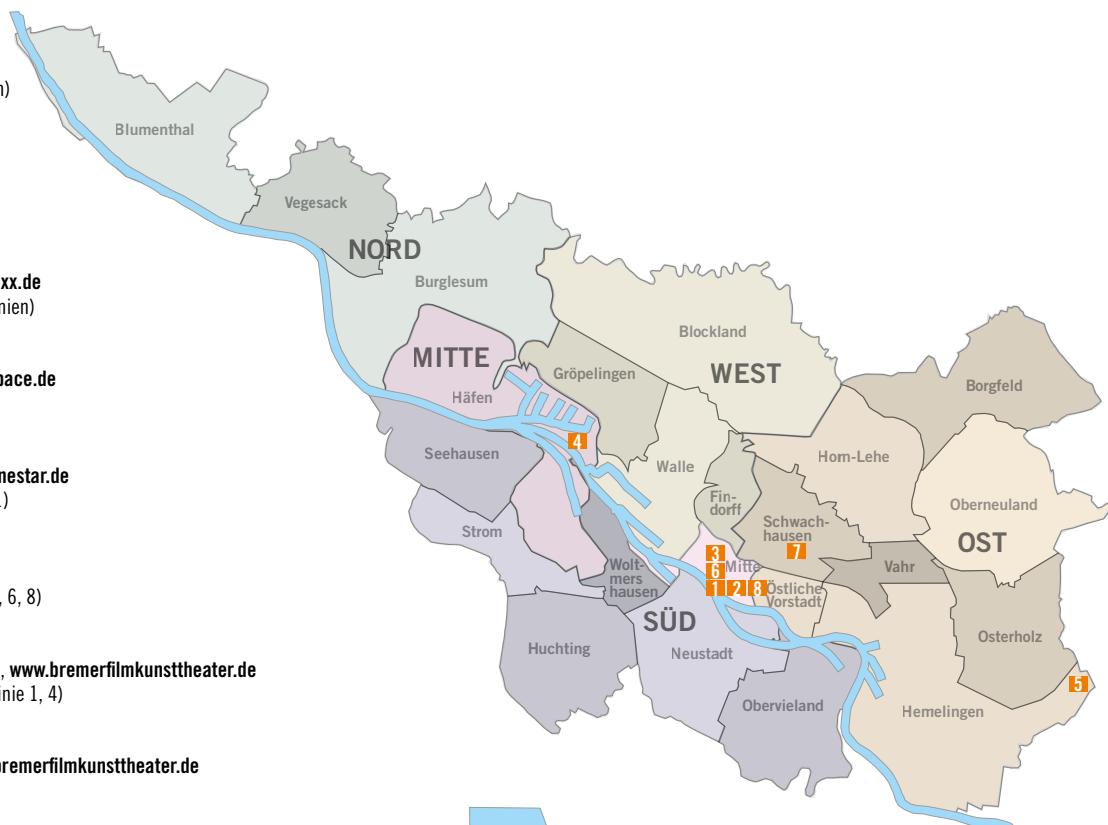 n)
xx.de
nien)
pace.de
nestar.de
1)
, 6, 8)
, www.bremerfilmkunsttheater.de
inie 1, 4)
bremerfilmkunsttheater.de
Blumenthal
Vegesack
NORD
Burglesum
Blockland
MITTE
Gröpelingen
WEST
Borgfeld
Häfen
4
Seehausen
Walle
Horn-Lehe
Fin-
dorff
Oberneuland
Strom
Schwach-
hausen
7
OST
3
6
Mitte
1
2
8
Vahr
Östliche
Vorstadt
Wolt-
mers
hausen
SÜD
Osterholz
Huchting
Neustadt
5
Obervieland
Hemelingen